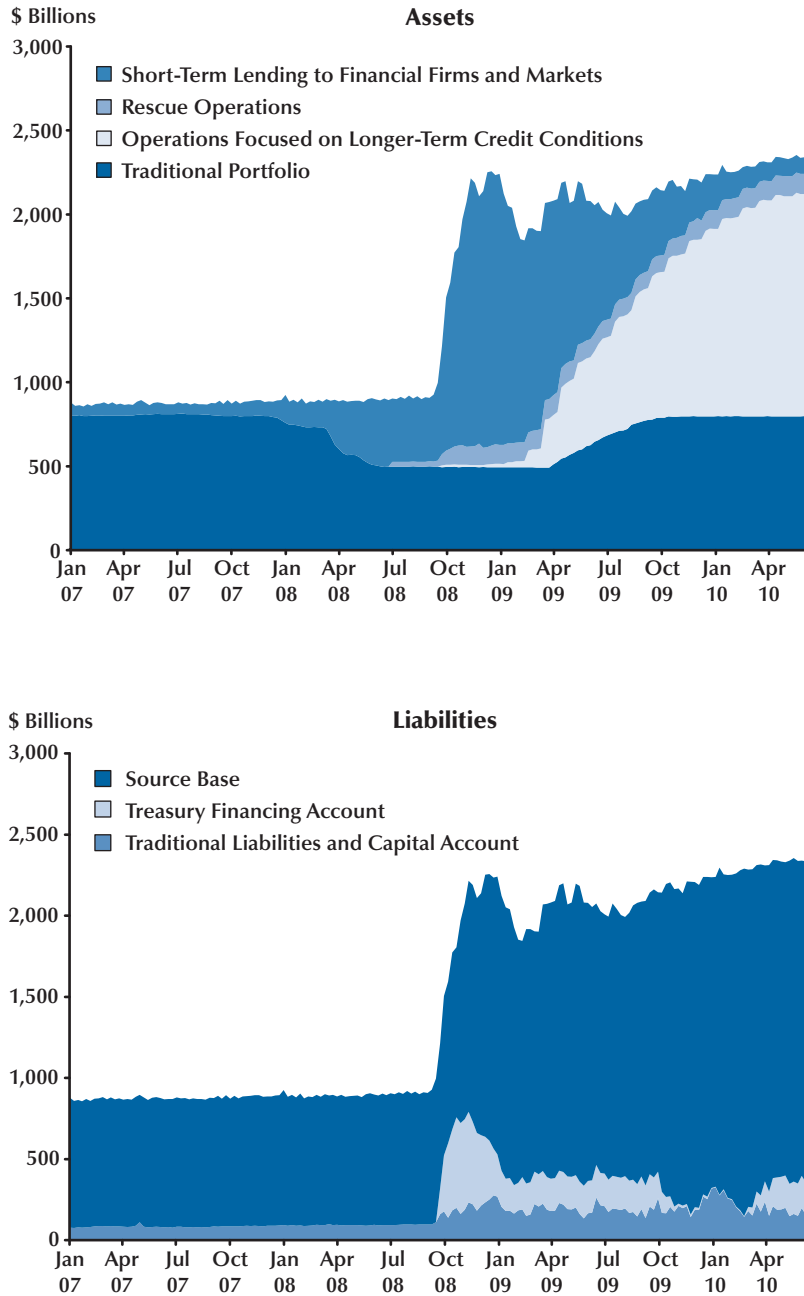 $ Billions
Assets
3,000
Short-Term Lending to Financial Firms and Markets
Rescue Operations
2,500
Operations Focused on Longer-Term Credit Conditions
Traditional Portfolio
2,000
1,500
1,000
500
0
Jan Apr Jul Oct Jan Apr Jul Oct Jan Apr Jul Oct Jan Apr
07 07 07 07 08 08 08 08 09 09 09 09 10 10
$ Billions
Liabilities
3,000
Source Base
Treasury Financing Account
2,500
Traditional Liabilities and Capital Account
2,000
1,500
1,000
500
0
Jan Apr Jul Oct Jan Apr Jul Oct Jan Apr Jul Oct Jan Apr
07 07 07 07 08 08 08 08 09 09 09 09 10 10